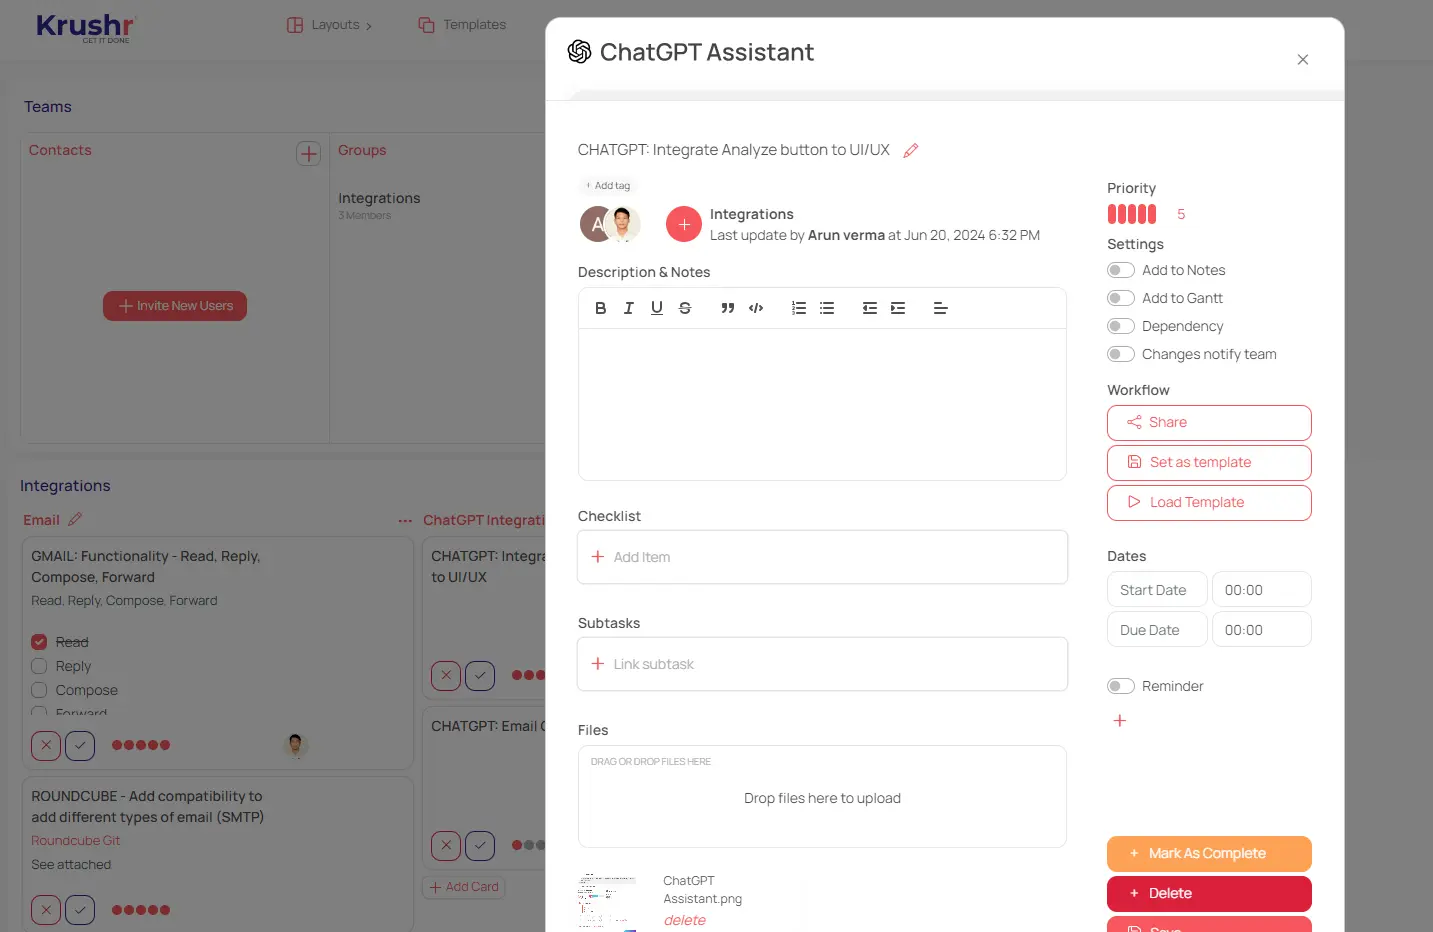 Krushr
GET IT DONE
Layouts
Templates
Teams
Contacts
Groups
Integrations
3 Members
Invite New Users
Integrations
Email
ChatGPT Integrati
GMAIL: Functionality - Read, Reply,
Compose, Forward
Read, Reply, Compose, Forward
Read
Reply
Compose
Forward
ROUNDCUBE - Add compatibility to
add different types of email (SMTP)
Roundcube Git
See attached
CHATGPT: Integra
to UI/UX
CHATGPT: Email
+ Add Card
ChatGPT Assistant
CHATGPT: Integrate Analyze button to UI/UX
+ Add tag
A
Integrations
Last update by Arun verma at Jun 20, 2024 6:32 PM
Description & Notes
Checklist
+ Add Item
Subtasks
+ Link subtask
Files
DRAG OR DROP FILES HERE
Drop files here to upload
ChatGPT
Assistant.png
delete
Priority
5
Settings
Add to Notes
Add to Gantt
Dependency
Changes notify team
Workflow
Share
Set as template
Load Template
Dates
Start Date 00:00
Due Date 00:00
Reminder
+ Mark As Complete
+ Delete
Save